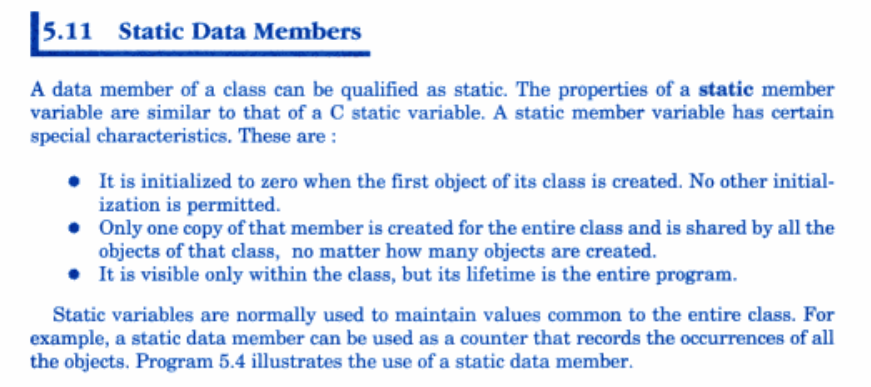 5.11 Static Data Members
A data member of a class can be qualified as static. The properties of a static member
variable are similar to that of a C static variable. A static member variable has certain
special characteristics. These are :
● It is initialized to zero when the first object of its class is created. No other initial-
ization is permitted.
● Only one copy of that member is created for the entire class and is shared by all the
objects of that class, no matter how many objects are created.
● It is visible only within the class, but its lifetime is the entire program.
Static variables are normally used to maintain values common to the entire class. For
example, a static data member can be used as a counter that records the occurrences of all
the objects. Program 5.4 illustrates the use of a static data member.